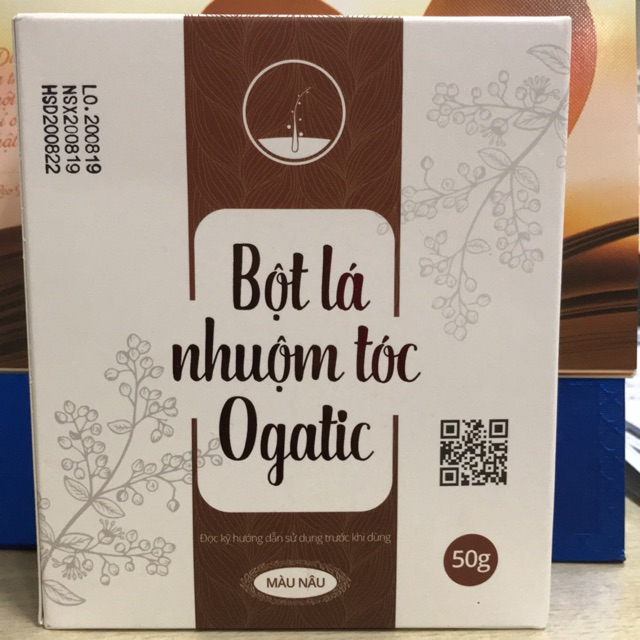 LO.200819
NSX200819
HSD200822
Bột lá
nhuộm tóc
Ogatic
Đọc kỹ hướng dẫn sử dụng trước khi dùng
MÀU NÂU
50g